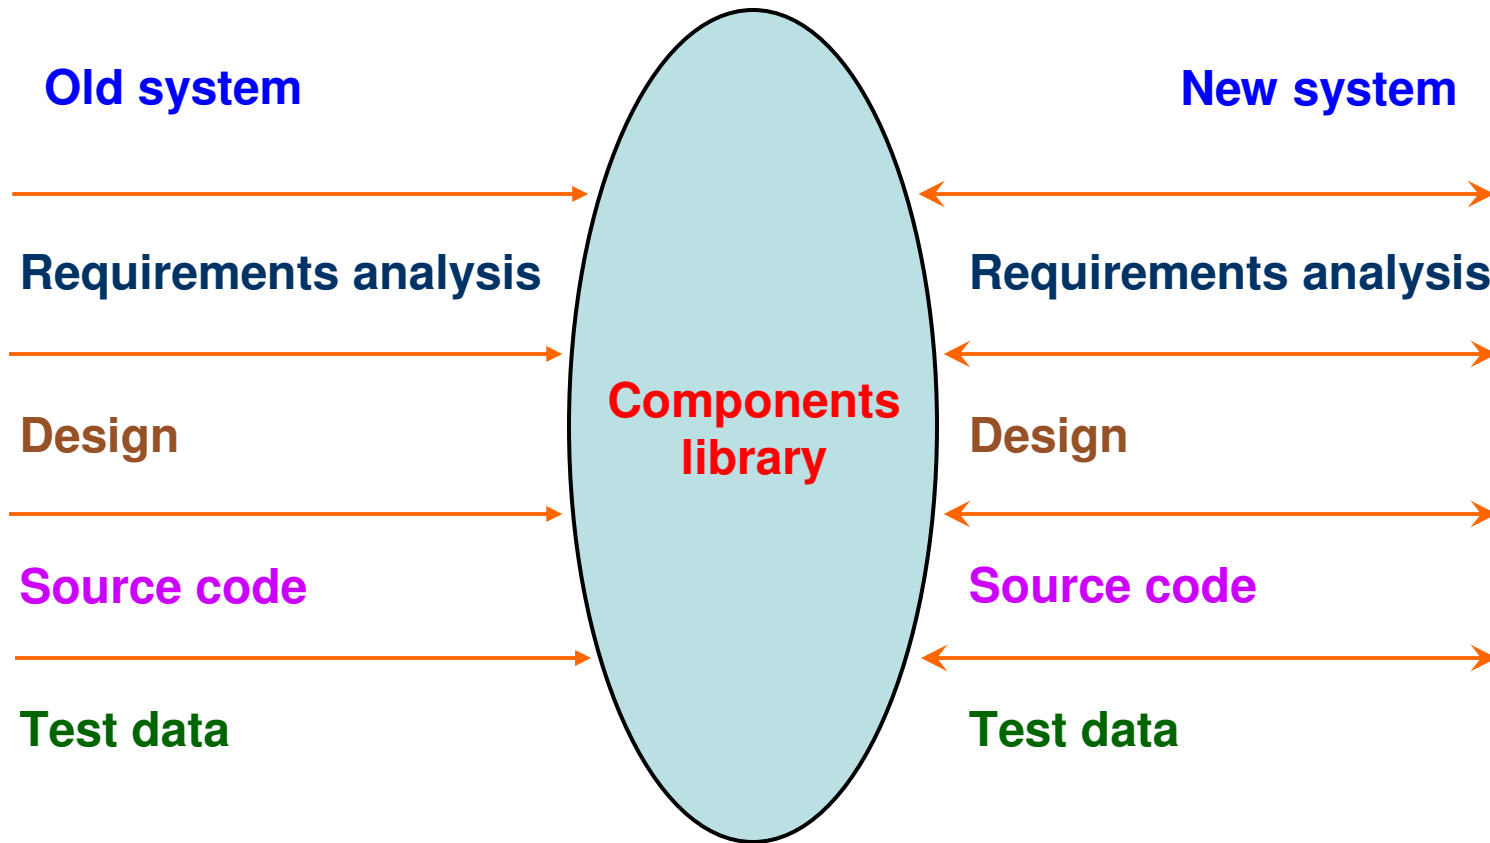 Old system
New system
Requirements analysis
Requirements analysis
Components
library
Design
Design
Source code
Source code
Test data
Test data